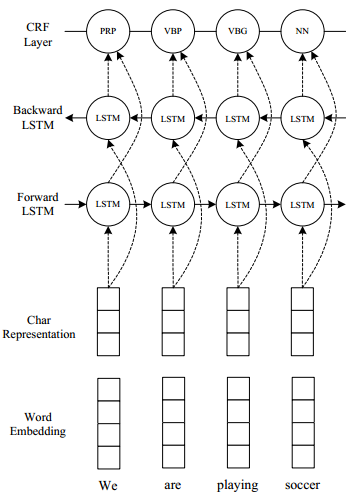 CRF
Layer
PRP VBP VBG NN
Backward
LSTM
LSTM LSTM LSTM LSTM
Forward
LSTM
LSTM LSTM LSTM LSTM
Char
Representation
Word
Embedding
We are playing soccer